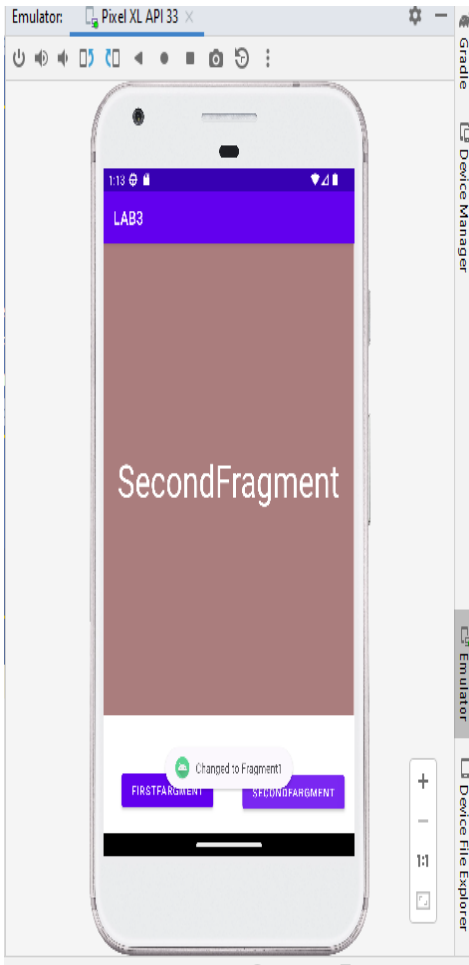 Emulator: Pixel XL API 33
Gradle
Device Manager
1:13
LAB3
SecondFragment
Changed to Fragment1
FIRSTFARGMENT
SECONDFARGMENT
1:1
Emulator
Device File Explorer